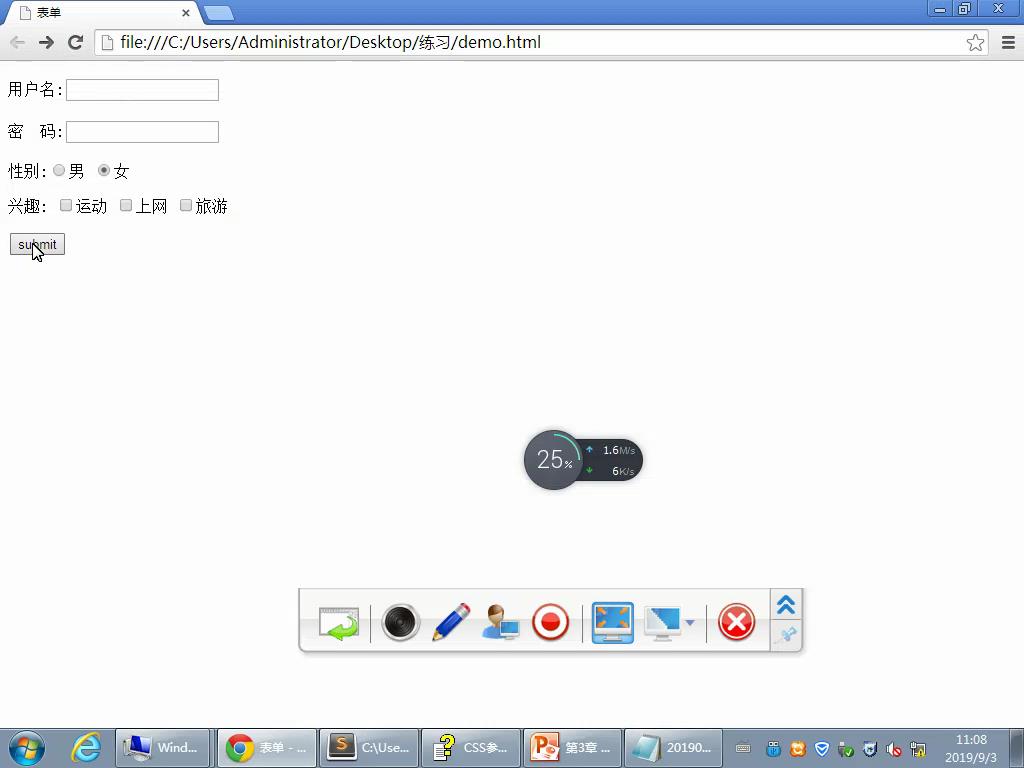 表单
file:///C:/Users/Administrator/Desktop/练习/demo.html
用户名:
密 码:
性别: 男 女
兴趣: 运动 上网 旅游
submit
25% 1.6M/s
6K/s
Wind... 表单 - ... C:\Use... CSS参... 第3章 ... 20190... 11:08
2019/9/3